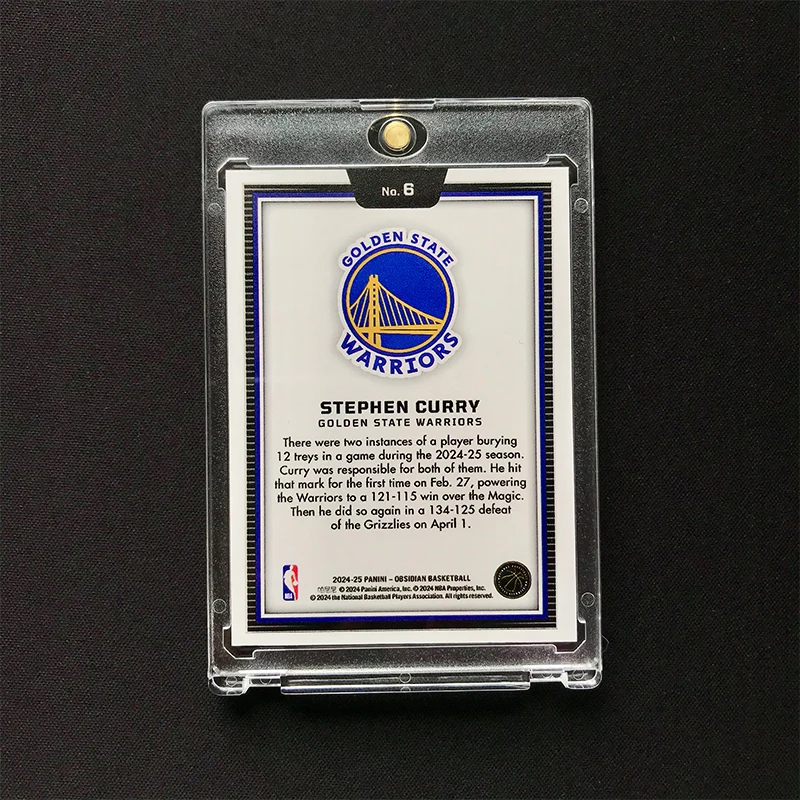 No. 6
GOLDEN STATE
WARRIORS
STEPHEN CURRY
GOLDEN STATE WARRIORS
There were two instances of a player burying
12 treys in a game during the 2024-25 season.
Curry was responsible for both of them. He hit
that mark for the first time on Feb. 27, powering
the Warriors to a 121-115 win over the Magic.
Then he did so again in a 134-125 defeat
of the Grizzlies on April 1.
2024-25 PANINI – OBSIDIAN BASKETBALL
© 2024 Panini America, Inc. © 2024 NBA Properties, Inc.
© 2024 the National Basketball Players Association. All rights reserved.
NBA